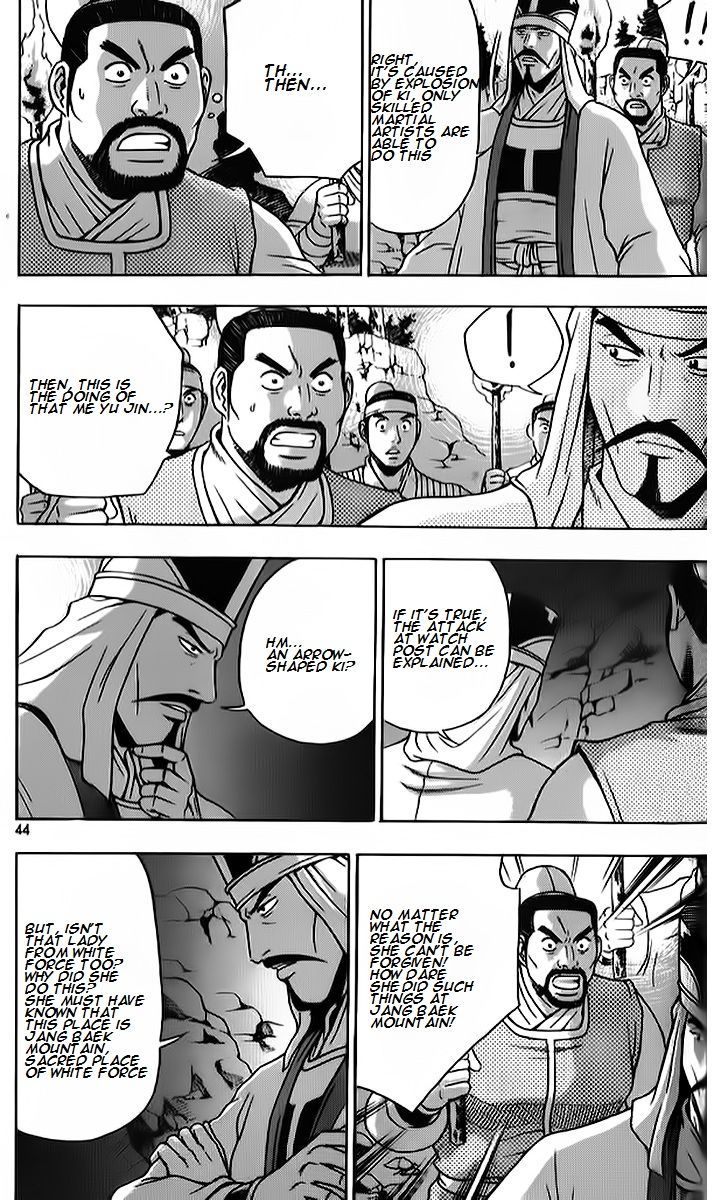 !!
RIGHT,
IT'S CAUSED
BY EXPLOSION
OF KI, ONLY
SKILLED
MARTIAL
ARTISTS ARE
ABLE TO
DO THIS
TH...
THEN...
!
THEN, THIS IS
THE DOING OF
THAT ME YU JIN...?
IF IT'S TRUE,
THE ATTACK
AT WATCH
POST CAN BE
EXPLAINED...
HM...
AN ARROW-
SHAPED KI?
44
NO MATTER
WHAT THE
REASON IS,
SHE CAN'T BE
FORGIVEN!
HOW DARE
SHE DID SUCH
THINGS AT
JANG BAEK
MOUNTAIN!
BUT, ISN'T
THAT LADY
FROM WHITE
FORCE TOO?
WHY DID SHE
DO THIS?
SHE MUST HAVE
KNOWN THAT
THIS PLACE IS
JANG BAEK
MOUNTAIN,
SACRED PLACE
OF WHITE FORCE